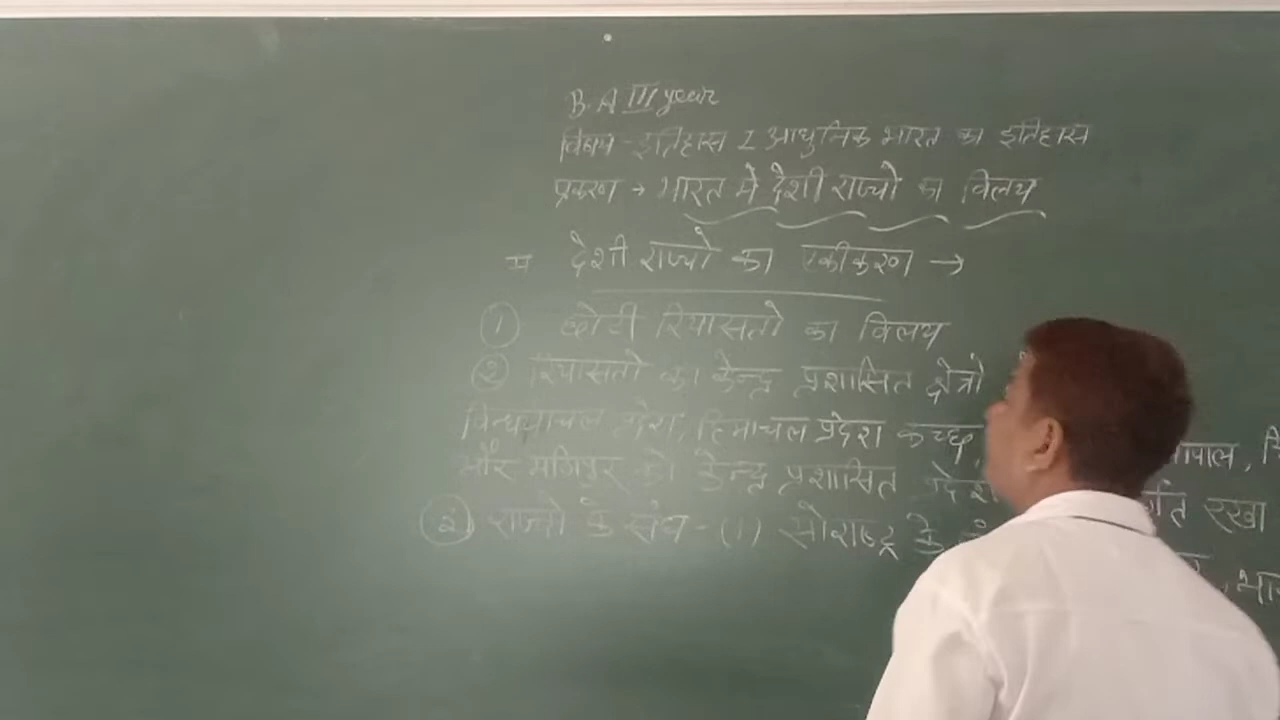 B.A III year
विषय - इतिहास I आधुनिक भारत का इतिहास
प्रकरण → भारत में देशी राज्यो का विलय
देशी राज्यो का एकीकरण →
① छोटी रियासतो का विलय
② रियासतो का केन्द्र प्रशासित क्षेत्रो
विन्ध्याचल प्रदेश, हिमाचल प्रदेश कच्छ,
और मणिपुर को केन्द्र प्रशासित रखा
③ राज्यो के संघ - (1) सौराष्ट्र के